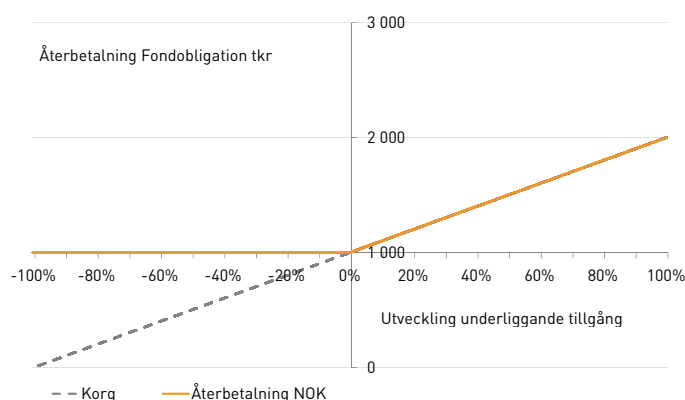 3 000
Återbetalning Fondobligation tkr
2 000
1 000
-100% -80% -60% -40% -20% 0% 20% 40% 60% 80% 100%
Utveckling underliggande tillgång
0
Korg Återbetalning NOK